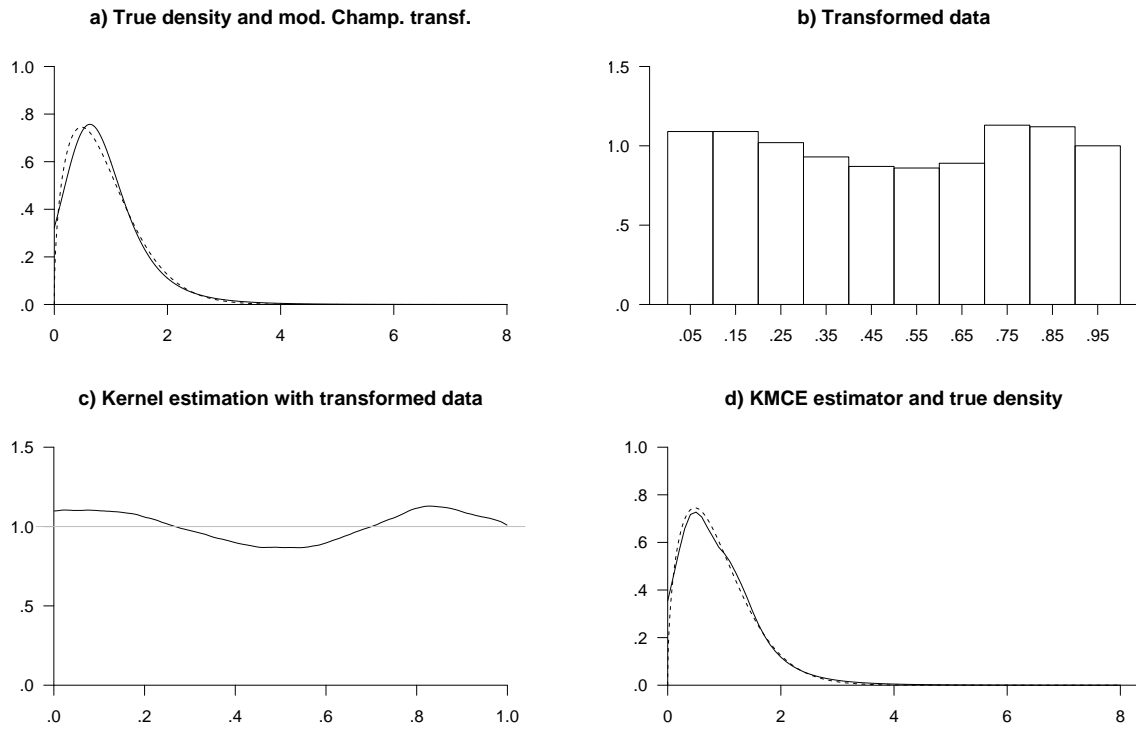 a) True density and mod. Champ. transf.
1.0
.8
.6
.4
.2
.0
0 2 4 6 8
b) Transformed data
1.5
1.0
.5
.0
.05 .15 .25 .35 .45 .55 .65 .75 .85 .95
c) Kernel estimation with transformed data
1.5
1.0
.5
.0
.0 .2 .4 .6 .8 1.0
d) KMCE estimator and true density
1.0
.8
.6
.4
.2
.0
0 2 4 6 8